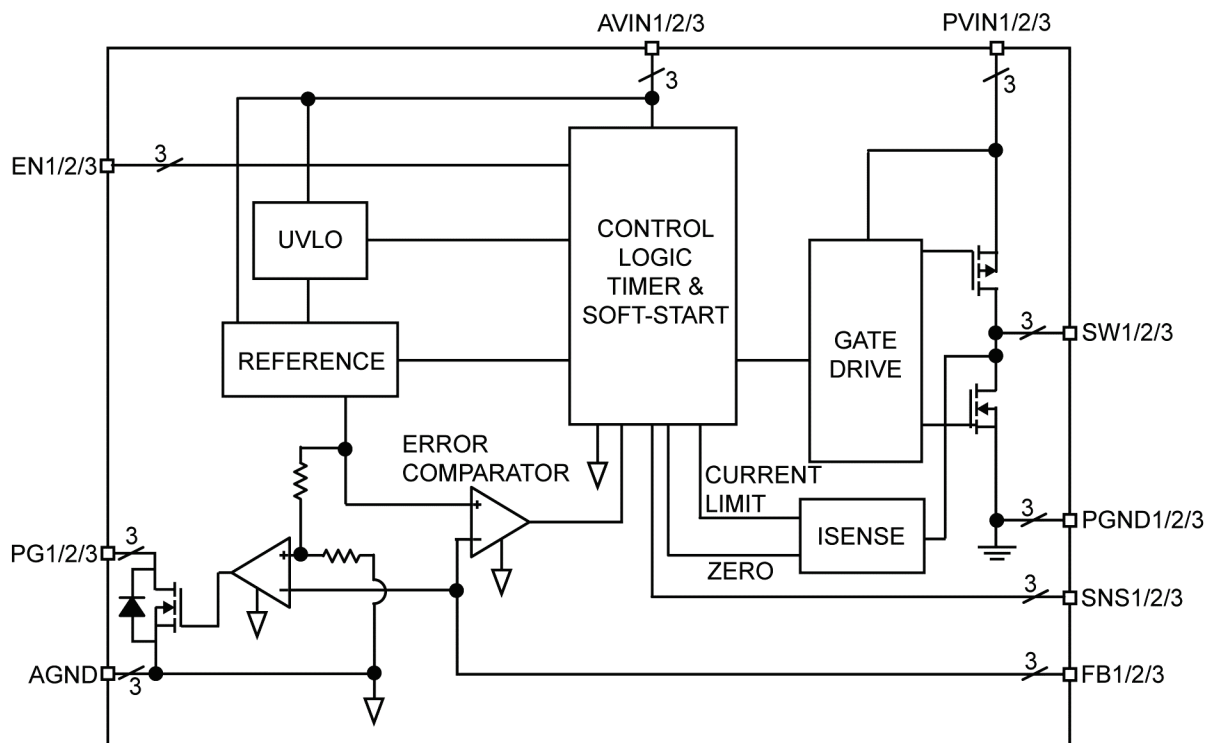 AVIN1/2/3
PVIN1/2/3
3
3
EN1/2/3
3
UVLO
CONTROL
LOGIC
TIMER &
SOFT-START
REFERENCE
GATE
DRIVE
3
SW1/2/3
ERROR
COMPARATOR
CURRENT
LIMIT
ISENSE
ZERO
3
PGND1/2/3
PG1/2/3
3
+
−
+
−
3
SNS1/2/3
AGND
3
3
FB1/2/3